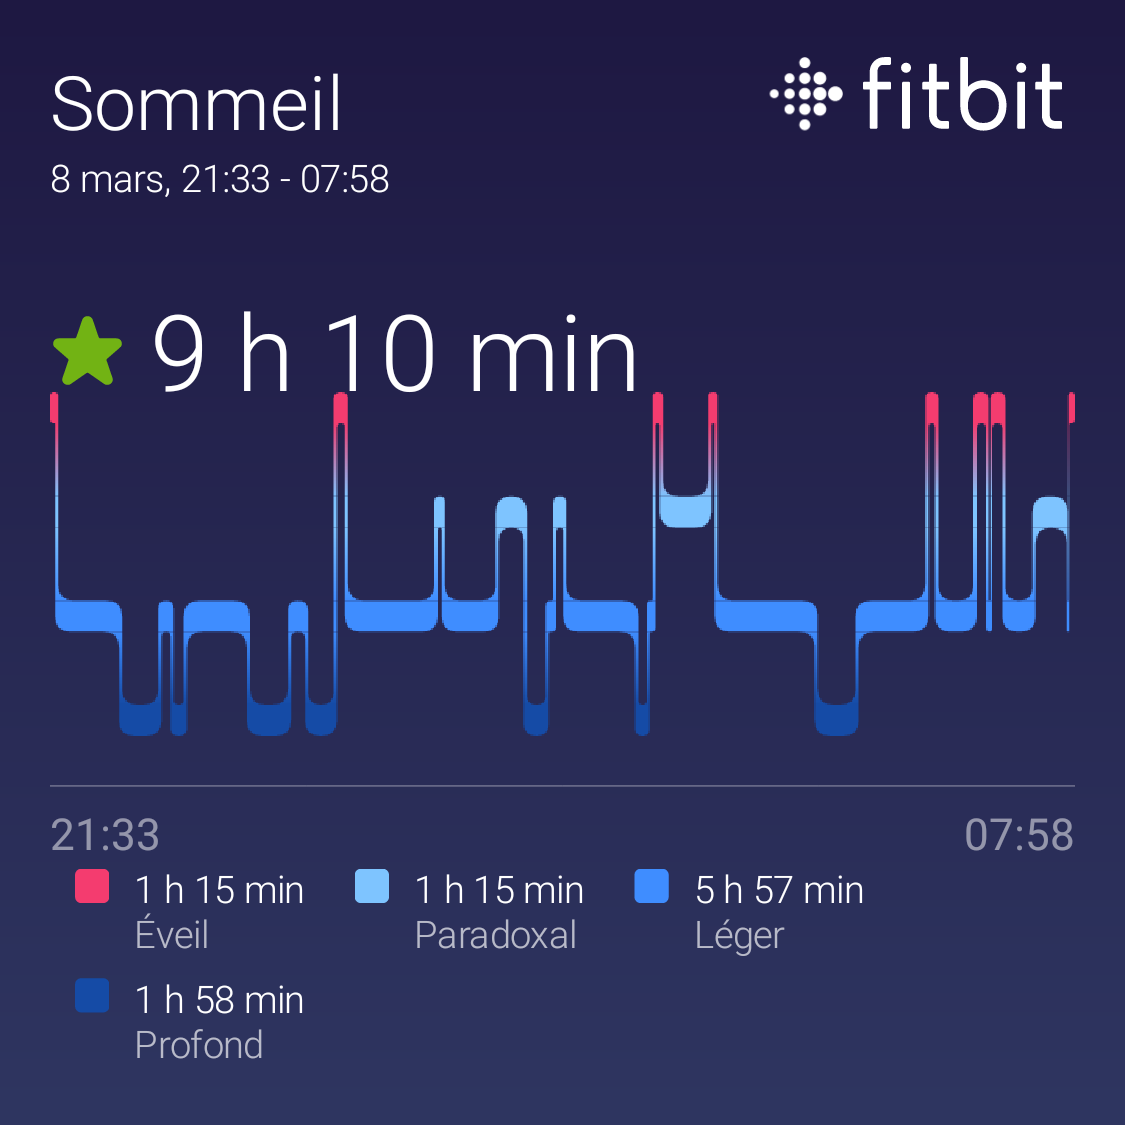 Sommeil
fitbit
8 mars, 21:33 - 07:58
9 h 10 min
21:33
07:58
1 h 15 min
1 h 15 min
5 h 57 min
Éveil
Paradoxal
Léger
1 h 58 min
Profond